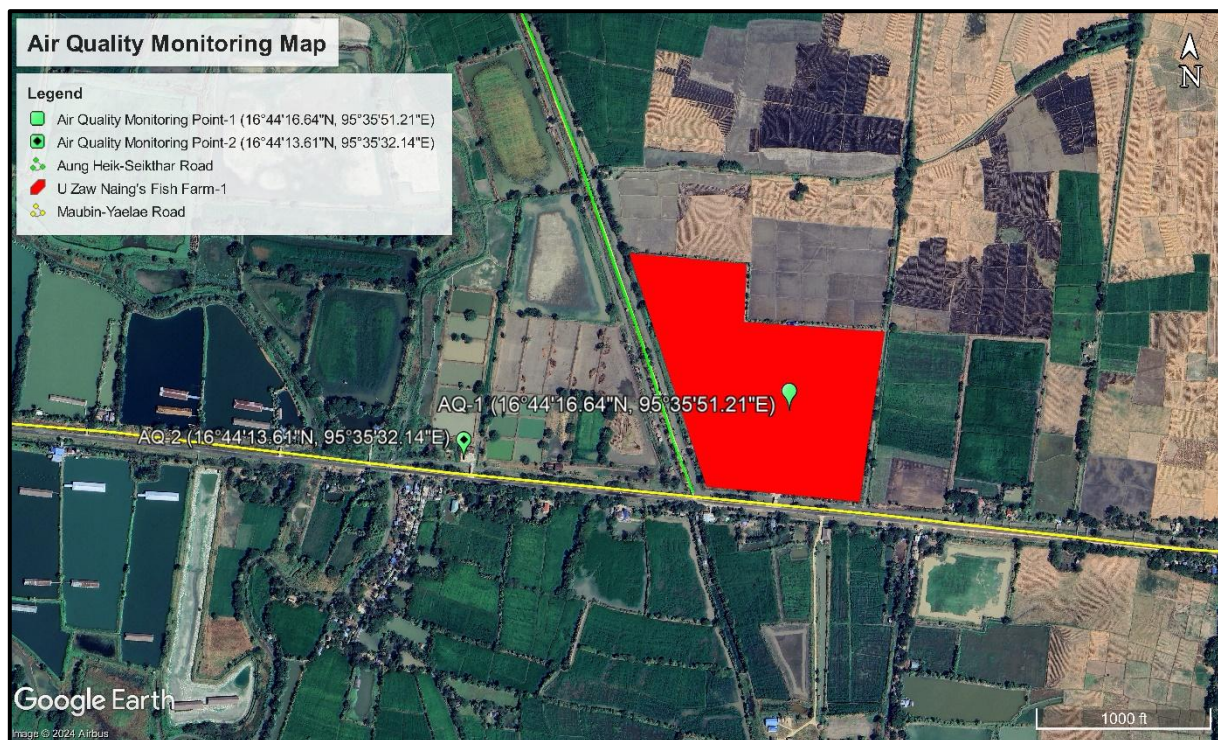 Air Quality Monitoring Map
Legend
Air Quality Monitoring Point-1 (16°44'16.64"N, 95°35'51.21"E)
Air Quality Monitoring Point-2 (16°44'13.61"N, 95°35'32.14"E)
Aung Heik-Seikthar Road
U Zaw Naing's Fish Farm-1
Maubin-Yaelae Road
N
AQ-1 (16°44'16.64"N, 95°35'51.21"E)
AQ-2 (16°44'13.61"N, 95°35'32.14"E)
Google Earth
Image © 2024 Airbus
1000 ft